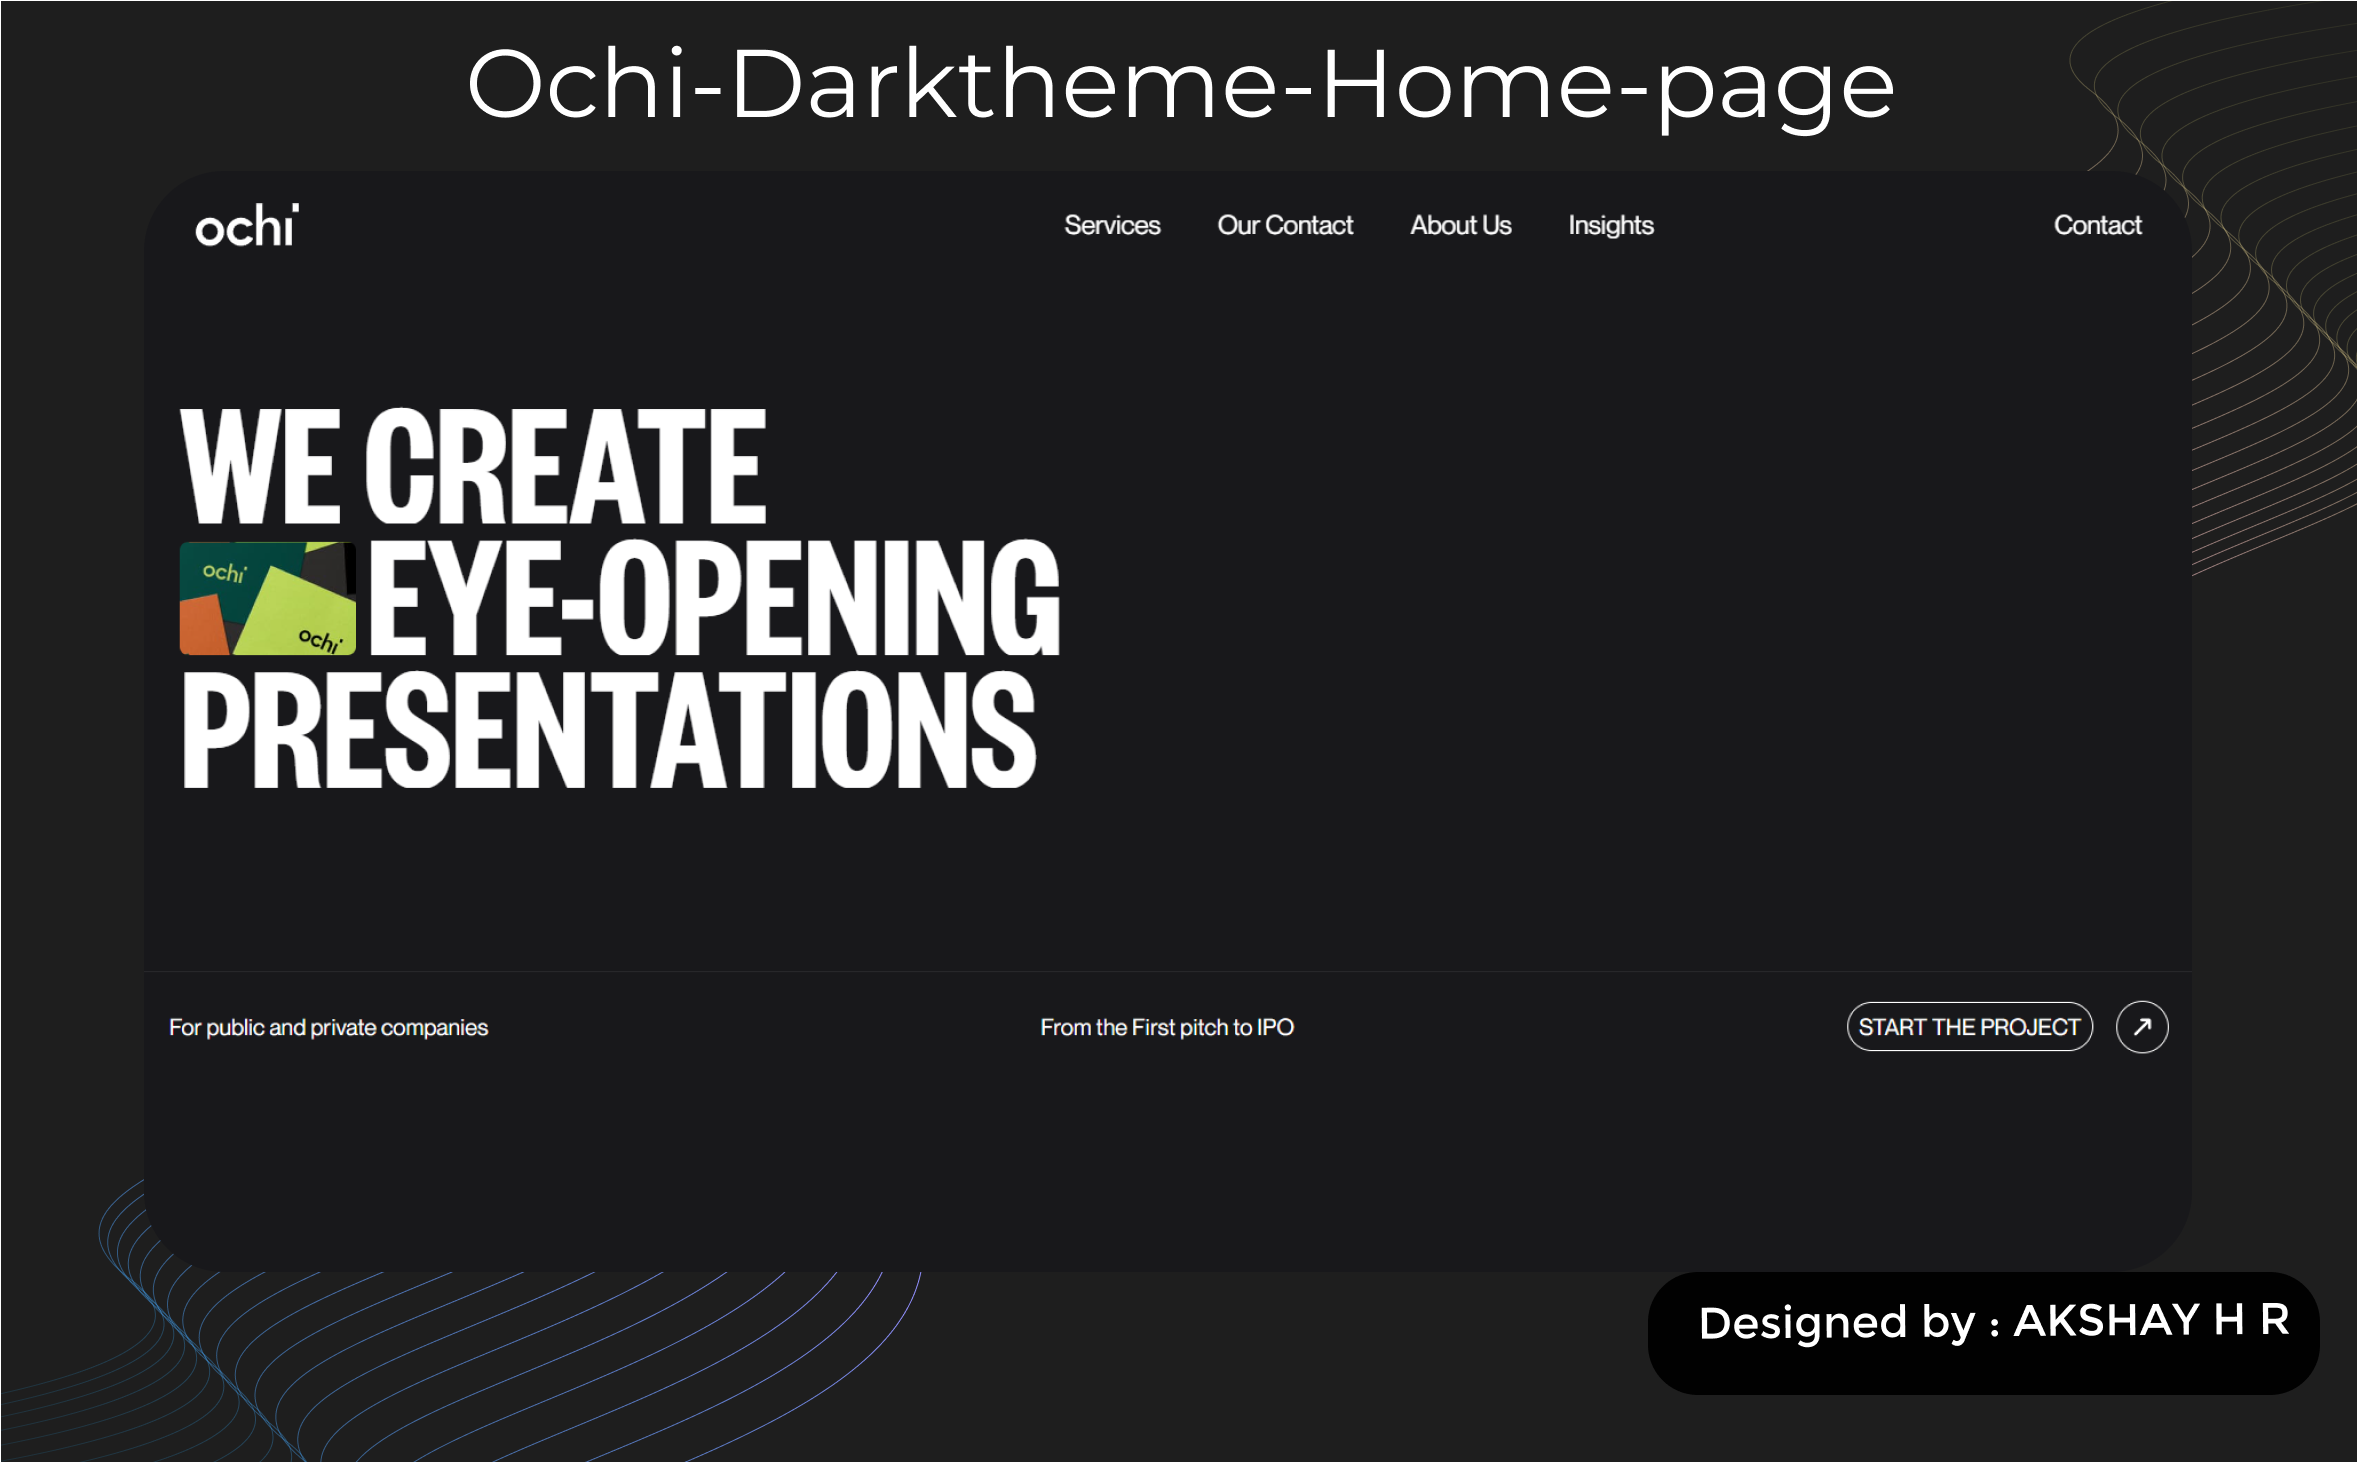 Ochi-Darktheme-Home-page
ochi
Services Our Contact About Us Insights Contact
WE CREATE
ochi
ochi
EYE-OPENING
PRESENTATIONS
For public and private companies From the First pitch to IPO START THE PROJECT
Designed by : AKSHAY H R